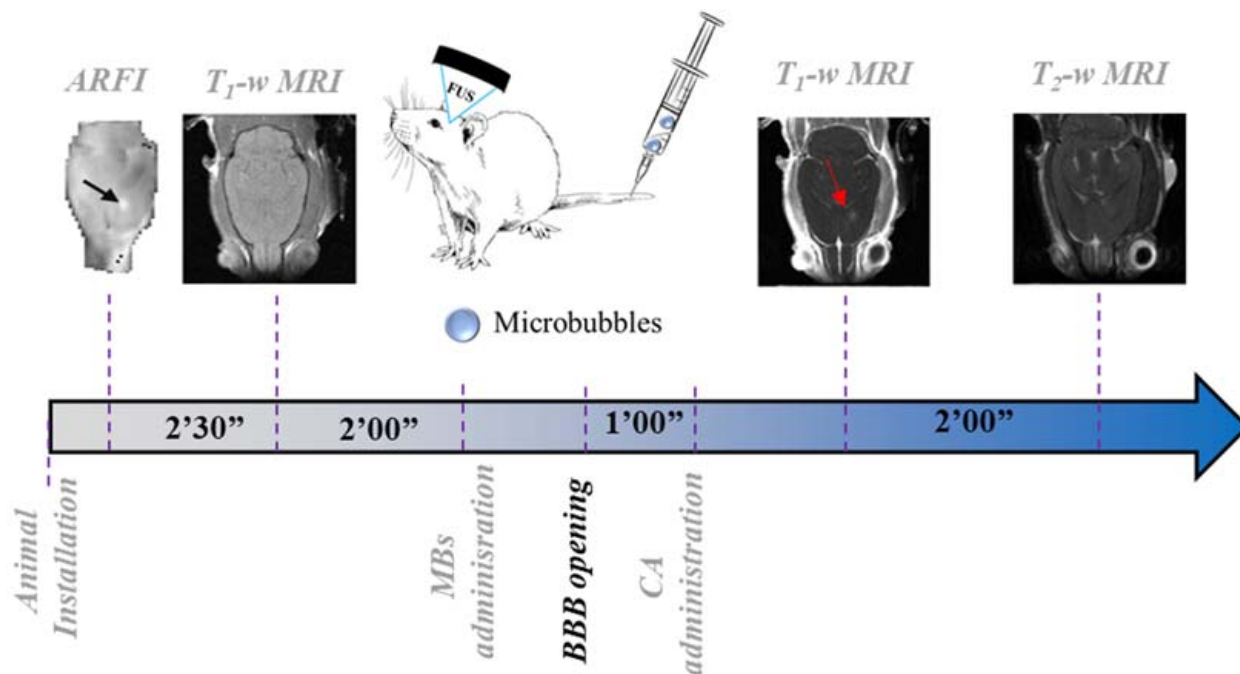 ARFI
T1-w MRI
FUS
T1-w MRI
T2-w MRI
Microbubbles
2’30”
2’00”
1’00”
2’00”
Animal
Installation
MBs
adminisration
BBB opening
CA
administration